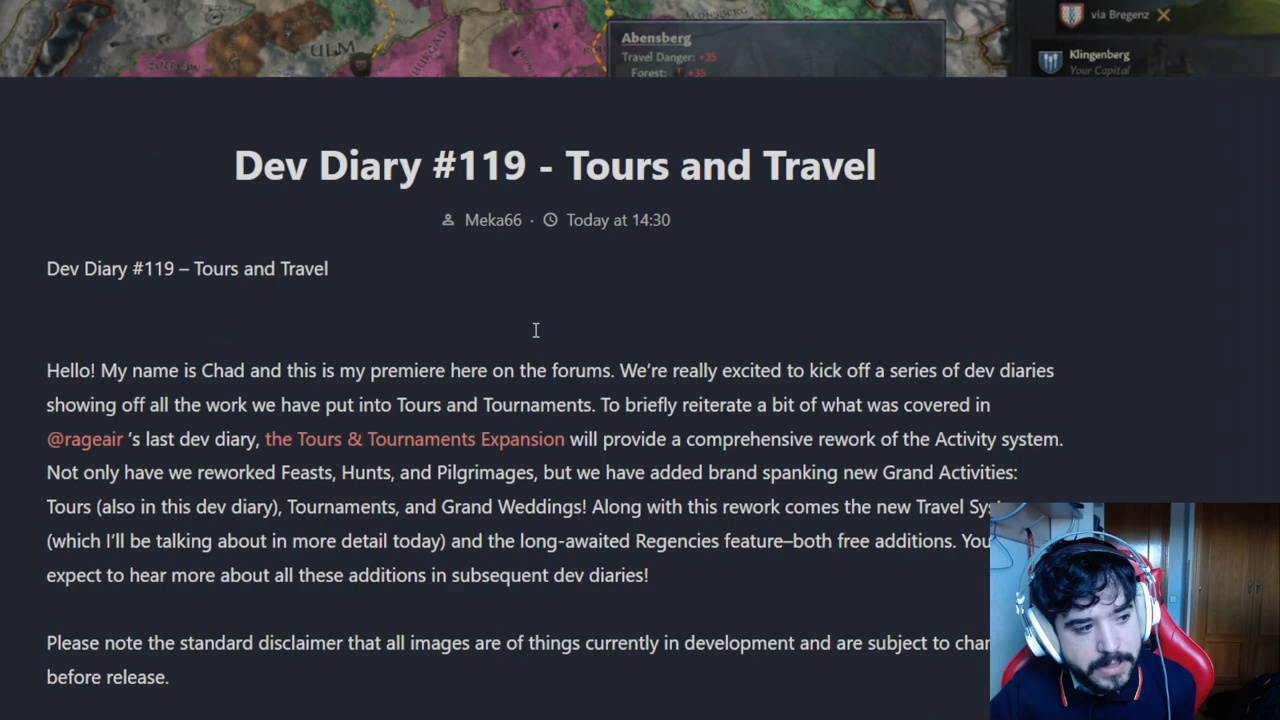 via Bregenz
Abensberg
Klingenberg
Travel Danger: +35
Your Capital
Forest: +35
ULM
BURGAU
Dev Diary #119 - Tours and Travel
Meka66 · Today at 14:30
Dev Diary #119 – Tours and Travel
Hello! My name is Chad and this is my premiere here on the forums. We’re really excited to kick off a series of dev diaries
showing off all the work we have put into Tours and Tournaments. To briefly reiterate a bit of what was covered in
@rageair 's last dev diary, the Tours & Tournaments Expansion will provide a comprehensive rework of the Activity system.
Not only have we reworked Feasts, Hunts, and Pilgrimages, but we have added brand spanking new Grand Activities:
Tours (also in this dev diary), Tournaments, and Grand Weddings! Along with this rework comes the new Travel Sys
(which I’ll be talking about in more detail today) and the long-awaited Regencies feature–both free additions. You
expect to hear more about all these additions in subsequent dev diaries!
Please note the standard disclaimer that all images are of things currently in development and are subject to chan
before release.